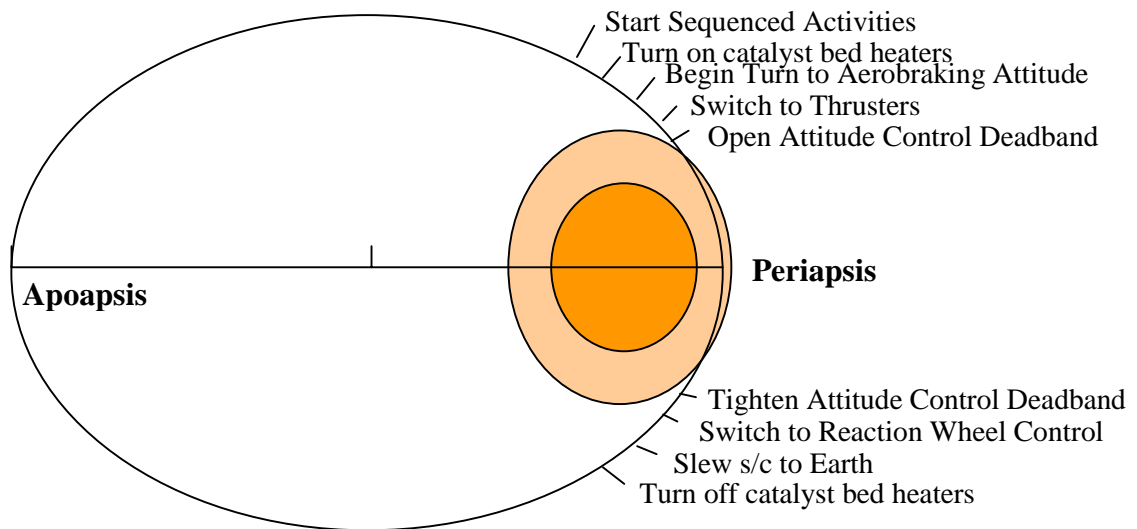 Start Sequenced Activities
Turn on catalyst bed heaters
Begin Turn to Aerobraking Attitude
Switch to Thrusters
Open Attitude Control Deadband
Periapsis
Apoapsis
Tighten Attitude Control Deadband
Switch to Reaction Wheel Control
Slew s/c to Earth
Turn off catalyst bed heaters